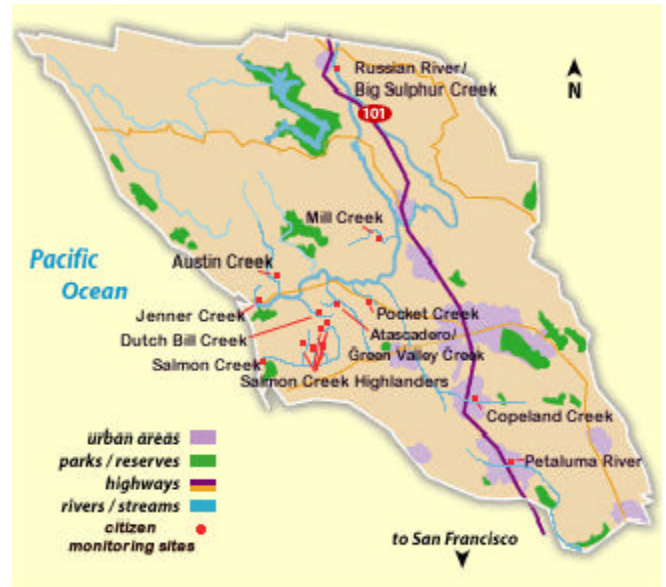 Russian River/
Big Sulphur Creek
N
101
Mill Creek
Pacific
Ocean
Austin Creek
Jenner Creek
Pocket Creek
Dutch Bill Creek
Atascadero/
Green Valley Creek
Salmon Creek
Salmon Creek Highlanders
Copeland Creek
urban areas
parks / reserves
Petaluma River
highways
rivers / streams
citizen
monitoring sites
to San Francisco